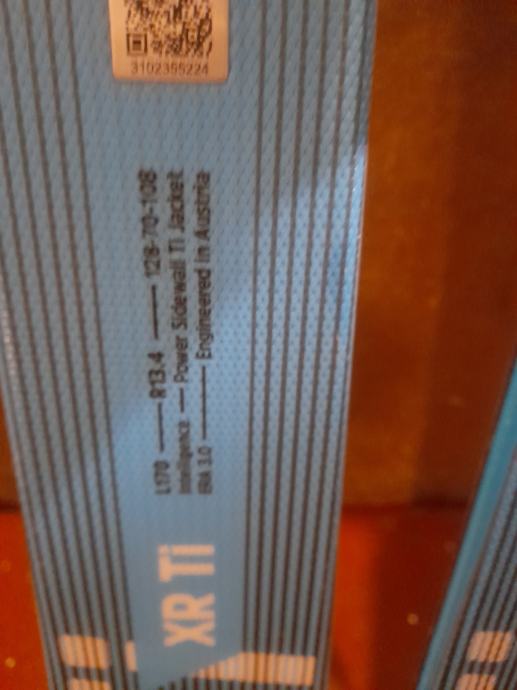 3102355224
L170 R13.4 128-70-108
Intelligence Power Sidewall Ti Jacket
ERA 3.0 Engineered in Austria
XR Ti